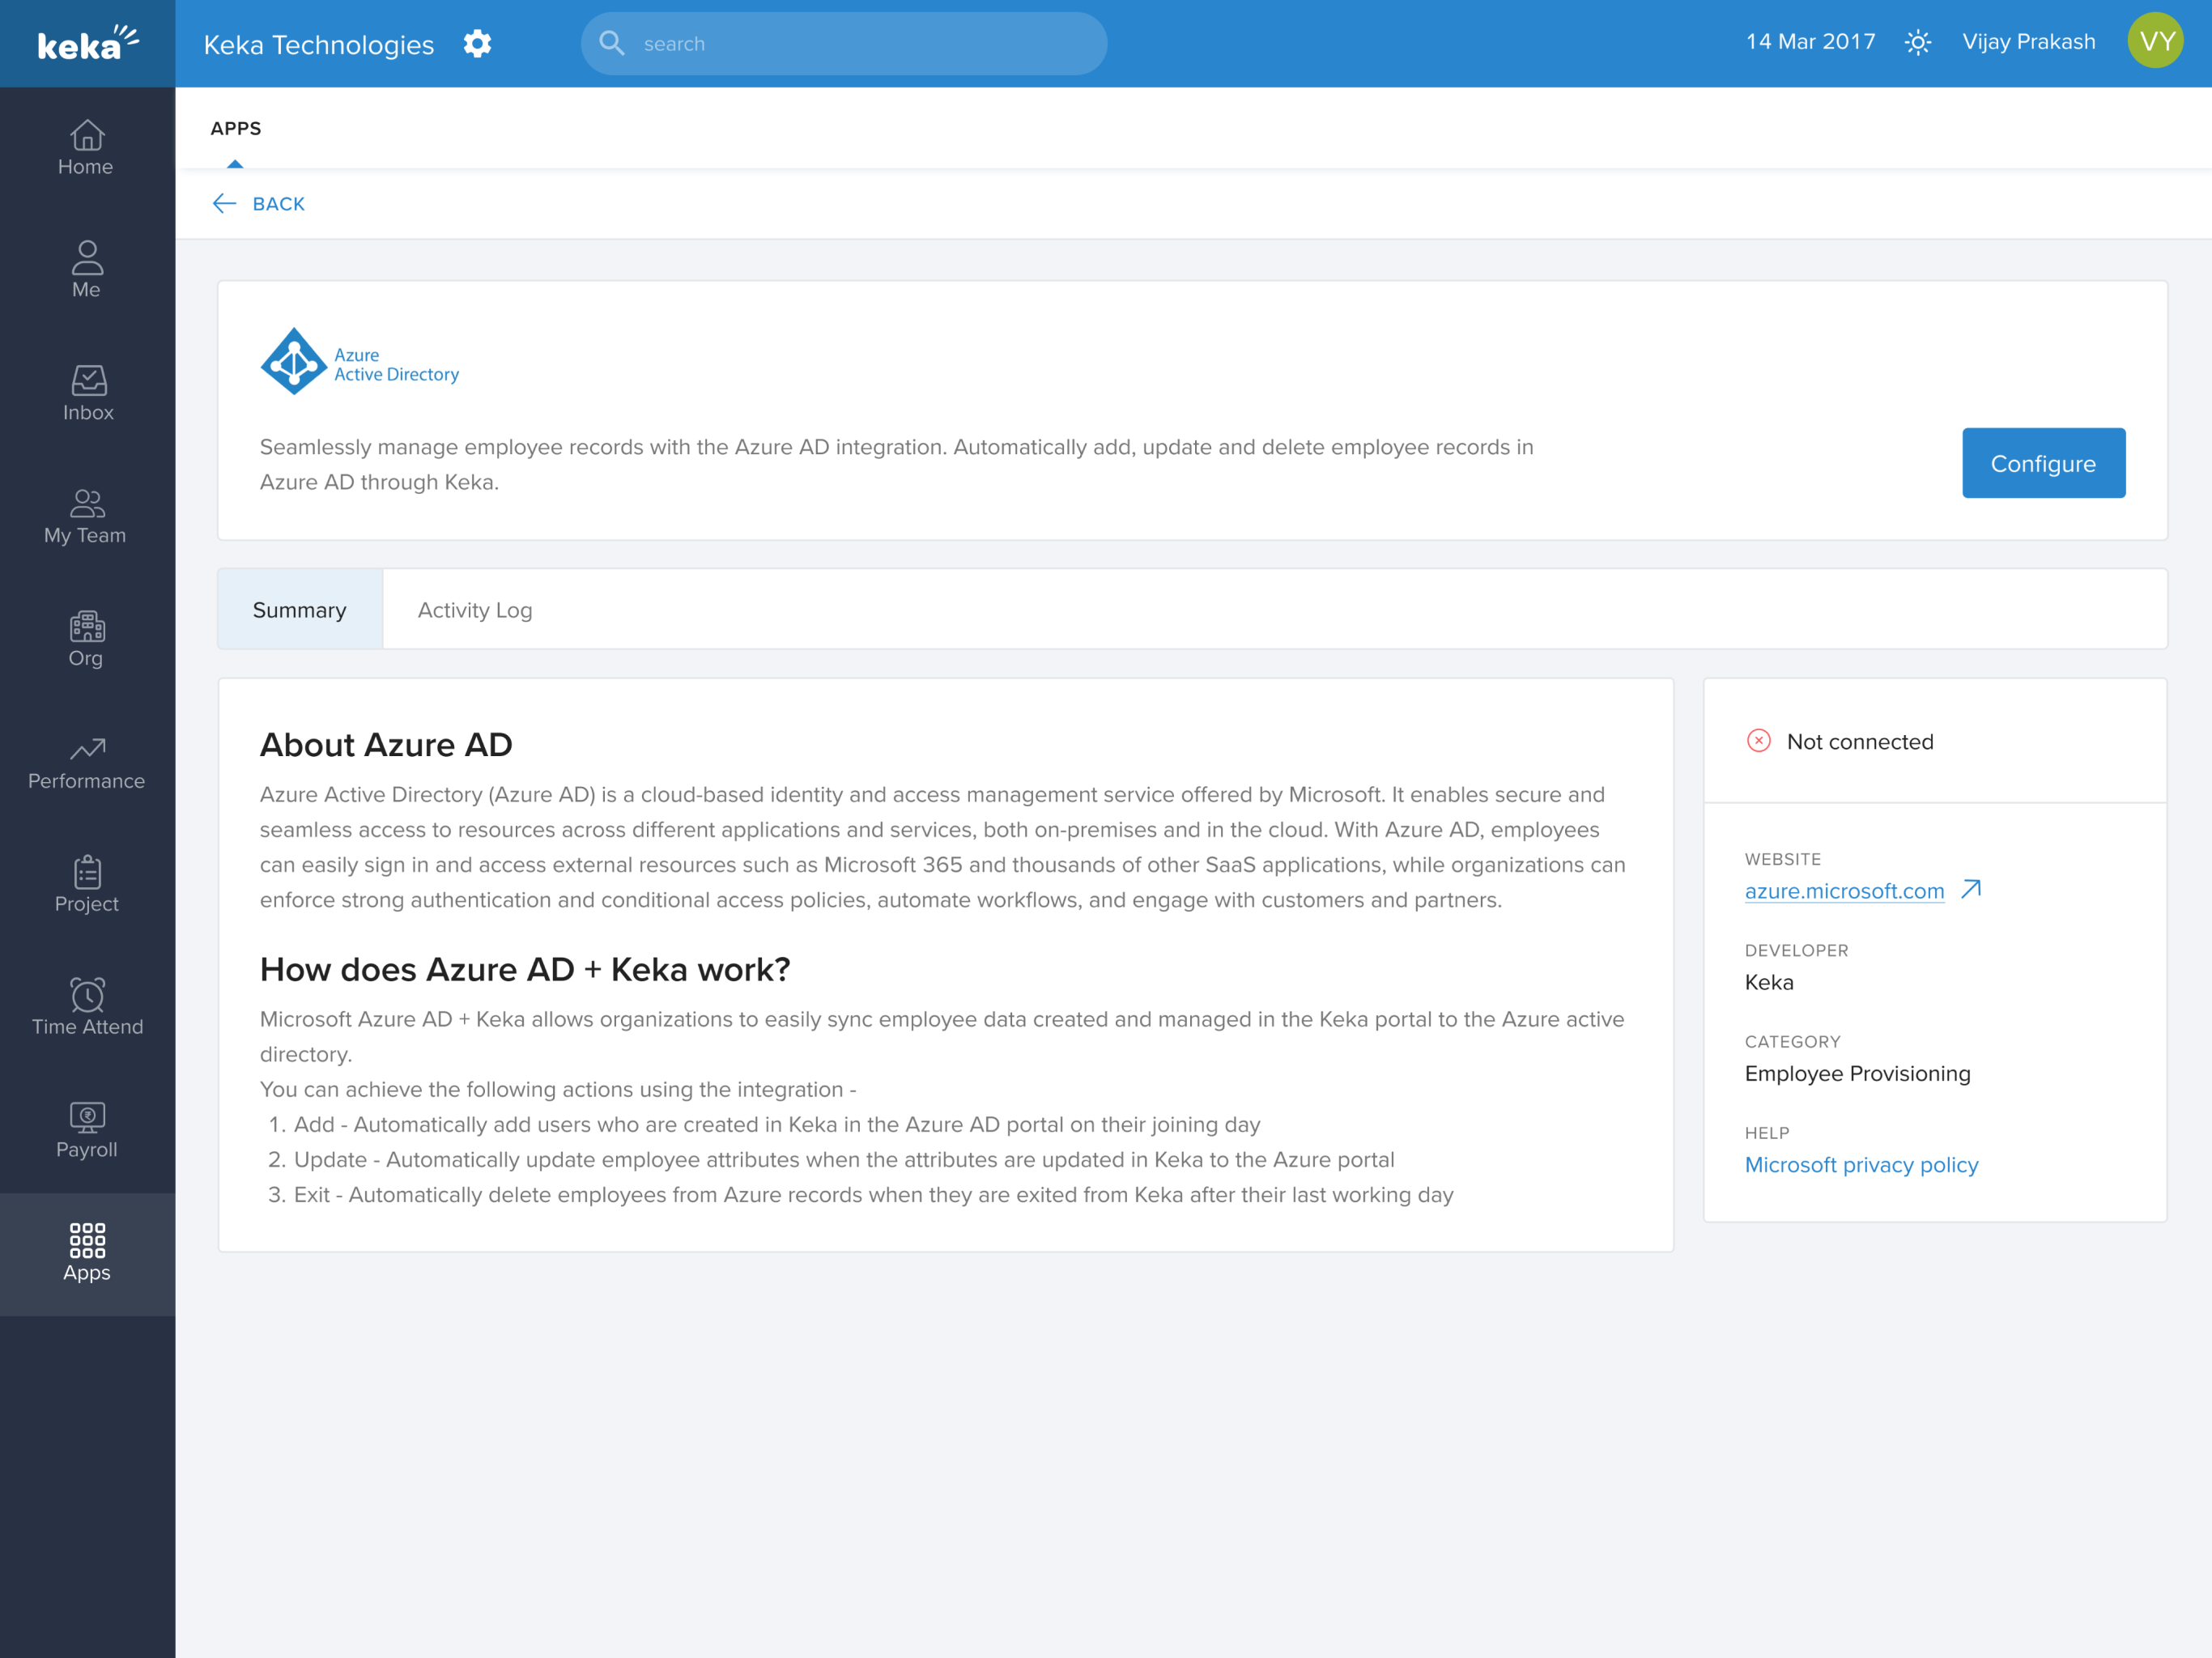 keka
Keka Technologies
search
14 Mar 2017
Vijay Prakash
VY
Home
Me
Inbox
My Team
Org
Performance
Project
Time Attend
Payroll
Apps
APPS
BACK
Azure
Active Directory
Seamlessly manage employee records with the Azure AD integration. Automatically add, update and delete employee records in
Azure AD through Keka.
Configure
Summary
Activity Log
About Azure AD
Azure Active Directory (Azure AD) is a cloud-based identity and access management service offered by Microsoft. It enables secure and
seamless access to resources across different applications and services, both on-premises and in the cloud. With Azure AD, employees
can easily sign in and access external resources such as Microsoft 365 and thousands of other SaaS applications, while organizations can
enforce strong authentication and conditional access policies, automate workflows, and engage with customers and partners.
How does Azure AD + Keka work?
Microsoft Azure AD + Keka allows organizations to easily sync employee data created and managed in the Keka portal to the Azure active
directory.
You can achieve the following actions using the integration -
1. Add - Automatically add users who are created in Keka in the Azure AD portal on their joining day
2. Update - Automatically update employee attributes when the attributes are updated in Keka to the Azure portal
3. Exit - Automatically delete employees from Azure records when they are exited from Keka after their last working day
Not connected
WEBSITE
azure.microsoft.com
DEVELOPER
Keka
CATEGORY
Employee Provisioning
HELP
Microsoft privacy policy